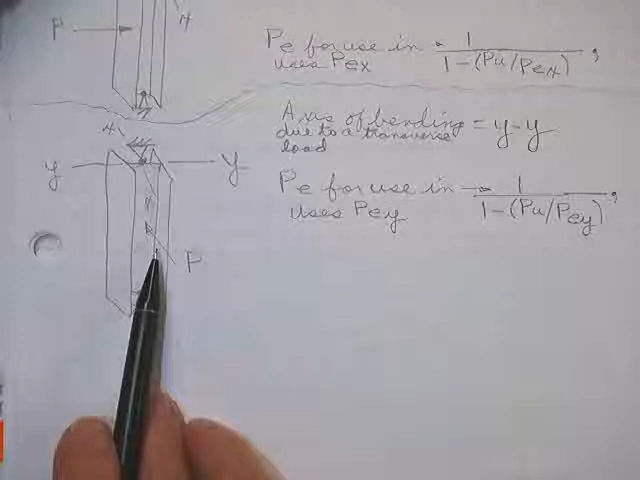 P
x
Pe for use in 1
uses Pex 1-(Pu/Pex) ,
Axis of bending
due to a transverse = y-y
load
x
y y
Pe for use in 1
uses Pey 1-(Pu/Pey) ,
P